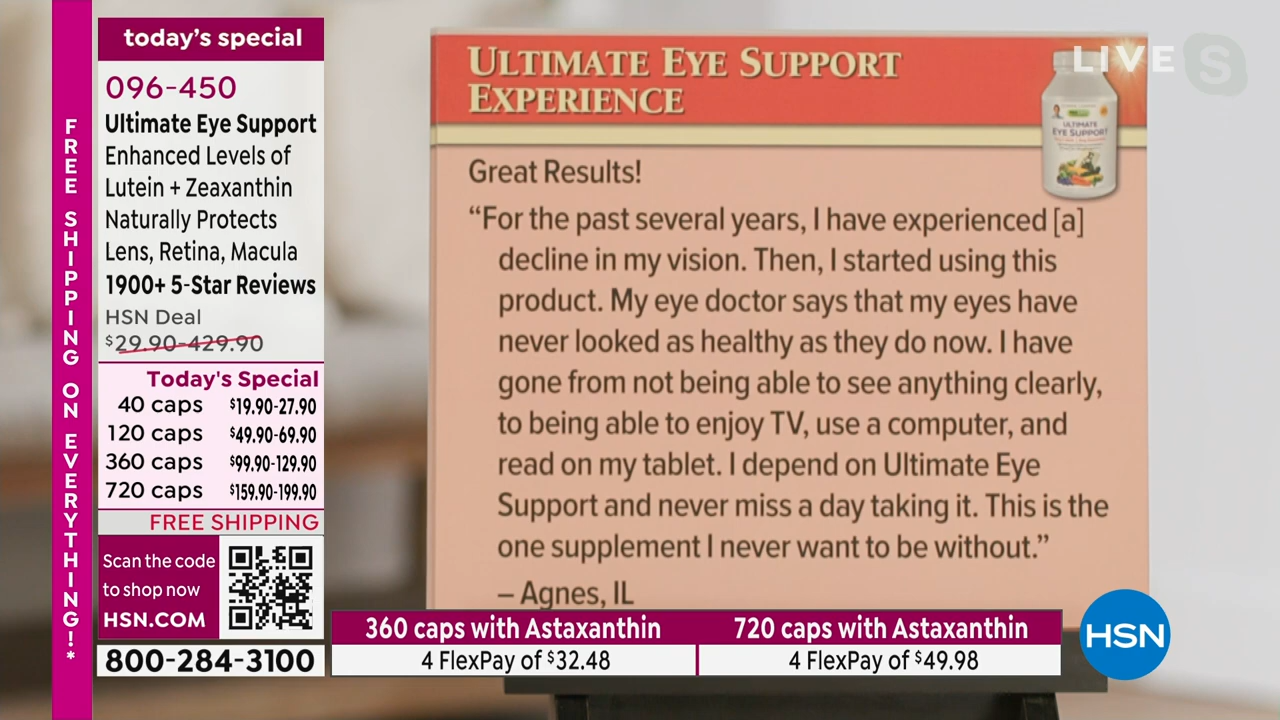 FREE SHIPPING ON EVERYTHING!*
today's special
096-450
Ultimate Eye Support
Enhanced Levels of
Lutein + Zeaxanthin
Naturally Protects
Lens, Retina, Macula
1900+ 5-Star Reviews
HSN Deal
$29.90-429.90
Today's Special
40 caps $19.90-27.90
120 caps $49.90-69.90
360 caps $99.90-129.90
720 caps $159.90-199.90
FREE SHIPPING
Scan the code
to shop now
HSN.COM
800-284-3100
ULTIMATE EYE SUPPORT
EXPERIENCE
LIVE
S
ULTIMATE
EYE SUPPORT
Great Results!
“For the past several years, I have experienced [a]
decline in my vision. Then, I started using this
product. My eye doctor says that my eyes have
never looked as healthy as they do now. I have
gone from not being able to see anything clearly,
to being able to enjoy TV, use a computer, and
read on my tablet. I depend on Ultimate Eye
Support and never miss a day taking it. This is the
one supplement I never want to be without.”
– Agnes, IL
360 caps with Astaxanthin
4 FlexPay of $32.48
720 caps with Astaxanthin
4 FlexPay of $49.98
HSN